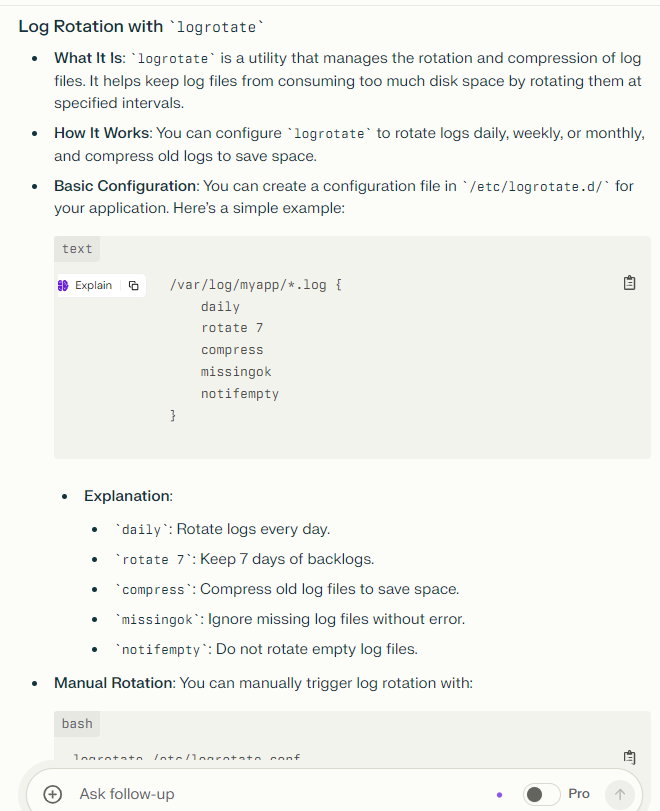 Log Rotation with `logrotate`
What It Is: `logrotate` is a utility that manages the rotation and compression of log
files. It helps keep log files from consuming too much disk space by rotating them at
specified intervals.
How It Works: You can configure `logrotate` to rotate logs daily, weekly, or monthly,
and compress old logs to save space.
Basic Configuration: You can create a configuration file in `/etc/logrotate.d/` for
your application. Here's a simple example:
text
Explain
/var/log/myapp/*.log {
daily
rotate 7
compress
missingok
notifempty
}
Explanation:
`daily`: Rotate logs every day.
`rotate 7`: Keep 7 days of backlogs.
`compress`: Compress old log files to save space.
`missingok`: Ignore missing log files without error.
`notifempty`: Do not rotate empty log files.
Manual Rotation: You can manually trigger log rotation with:
bash
logrotate /etc/logrotate.conf
Ask follow-up
Pro